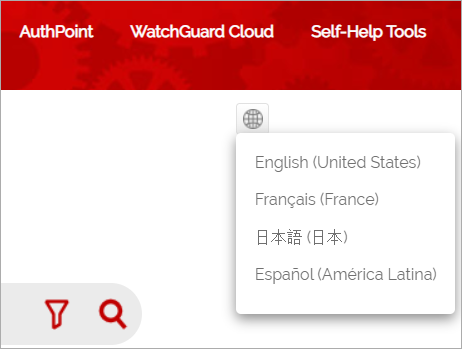 AuthPoint WatchGuard Cloud Self-Help Tools
English (United States)
Français (France)
日本語 (日本)
Español (América Latina)